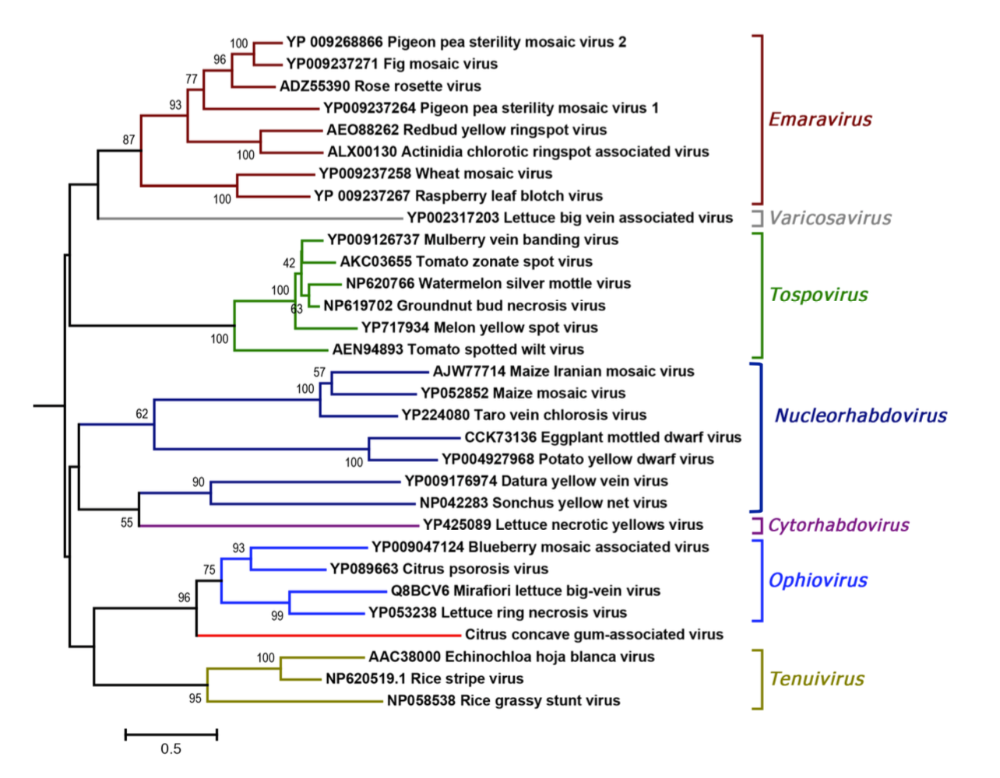 100
YP 009268866 Pigeon pea sterility mosaic virus 2
96
YP009237271 Fig mosaic virus
77
ADZ55390 Rose rosette virus
93
YP009237264 Pigeon pea sterility mosaic virus 1
Emaravirus
AEO88262 Redbud yellow ringspot virus
87
100
ALX00130 Actinidia chlorotic ringspot associated virus
YP009237258 Wheat mosaic virus
100
YP 009237267 Raspberry leaf blotch virus
YP002317203 Lettuce big vein associated virus
Varicosavirus
YP009126737 Mulberry vein banding virus
42
AKC03655 Tomato zonate spot virus
NP620766 Watermelon silver mottle virus
100
Tospovirus
63
NP619702 Groundnut bud necrosis virus
YP717934 Melon yellow spot virus
100
AEN94893 Tomato spotted wilt virus
57
AJW77714 Maize Iranian mosaic virus
100
YP052852 Maize mosaic virus
62
YP224080 Taro vein chlorosis virus
Nucleorhabdovirus
CCK73136 Eggplant mottled dwarf virus
100
YP004927968 Potato yellow dwarf virus
90
YP009176974 Datura yellow vein virus
NP042283 Sonchus yellow net virus
55
YP425089 Lettuce necrotic yellows virus
Cytorhabdovirus
93
YP009047124 Blueberry mosaic associated virus
75
YP089663 Citrus psorosis virus
Ophiovirus
96
Q8BCV6 Mirafiori lettuce big-vein virus
99
YP053238 Lettuce ring necrosis virus
Citrus concave gum-associated virus
100
AAC38000 Echinochloa hoja blanca virus
NP620519.1 Rice stripe virus
Tenuivirus
95
NP058538 Rice grassy stunt virus
0.5